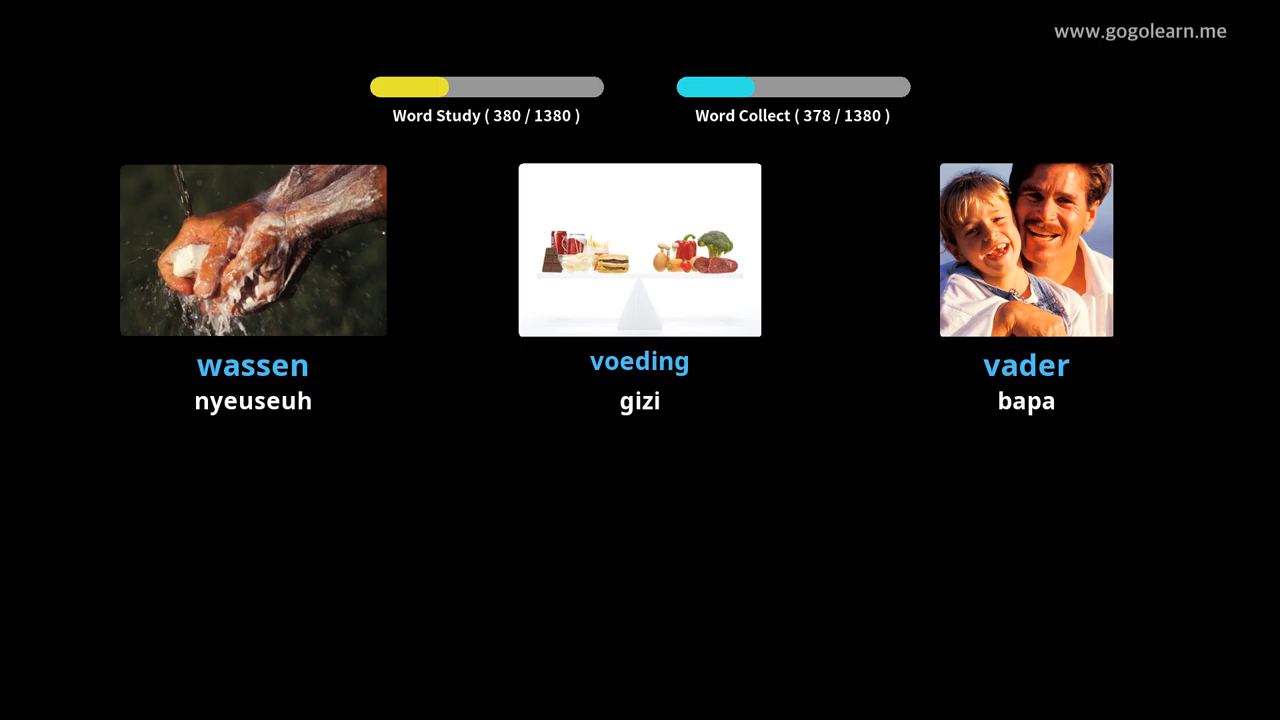 www.gogolearn.me
Word Study ( 380 / 1380 )
Word Collect ( 378 / 1380 )
wassen
nyeuseuh
voeding
gizi
vader
bapa